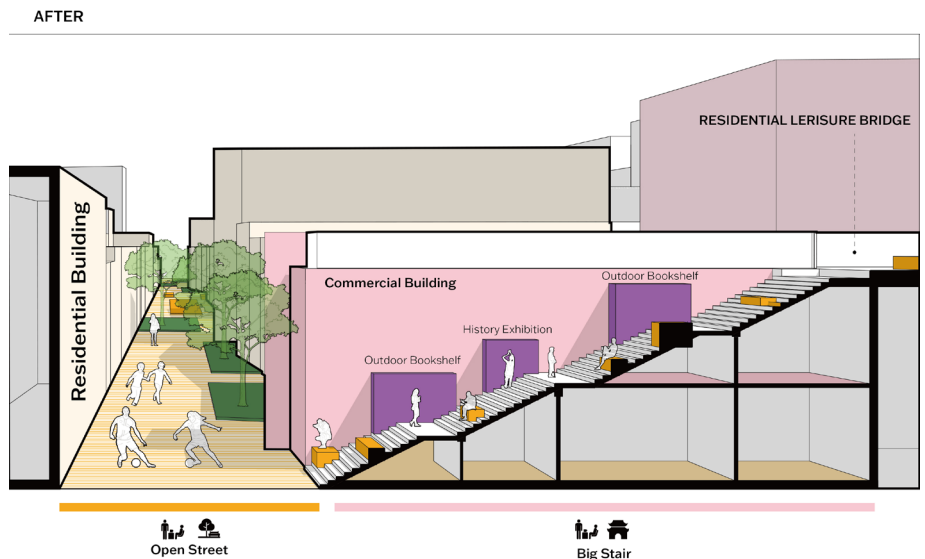 AFTER
RESIDENTIAL LERISURE BRIDGE
Residential Building
Commercial Building
Outdoor Bookshelf
History Exhibition
Outdoor Bookshelf
Open Street
Big Stair